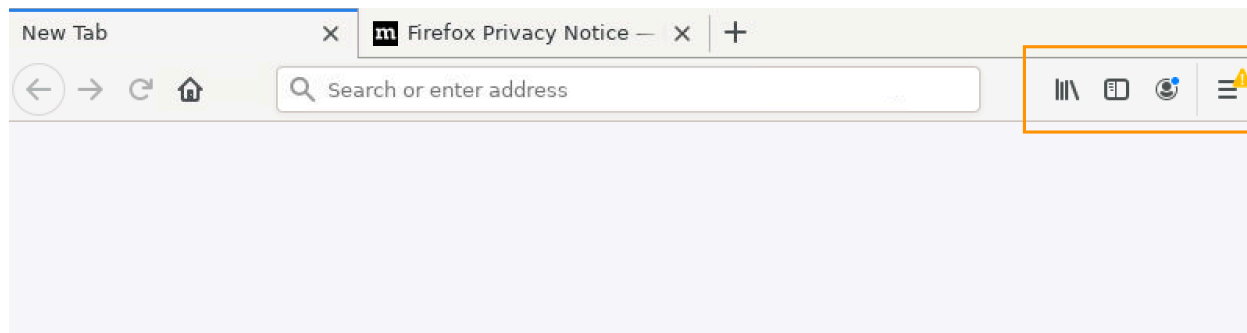 New Tab
m Firefox Privacy Notice —
Search or enter address